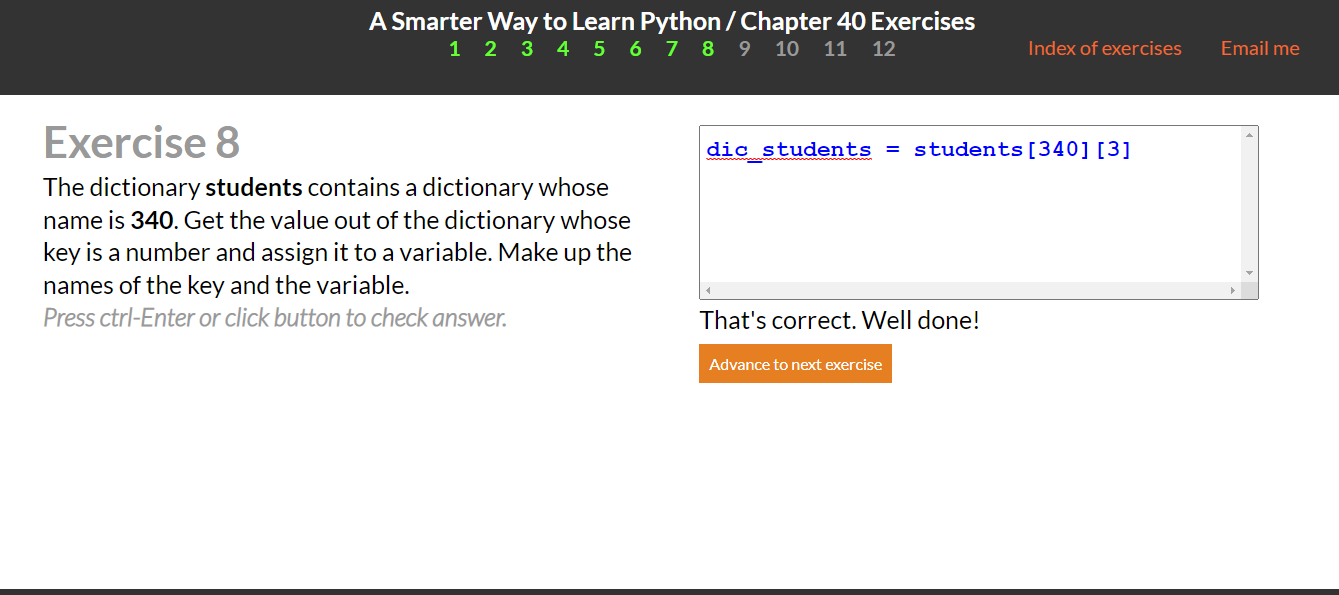 A Smarter Way to Learn Python / Chapter 40 Exercises
1 2 3 4 5 6 7 8 9 10 11 12
Index of exercises Email me
Exercise 8
The dictionary students contains a dictionary whose
name is 340. Get the value out of the dictionary whose
key is a number and assign it to a variable. Make up the
names of the key and the variable.
Press ctrl-Enter or click button to check answer.
dic_students = students[340][3]
That's correct. Well done!
Advance to next exercise